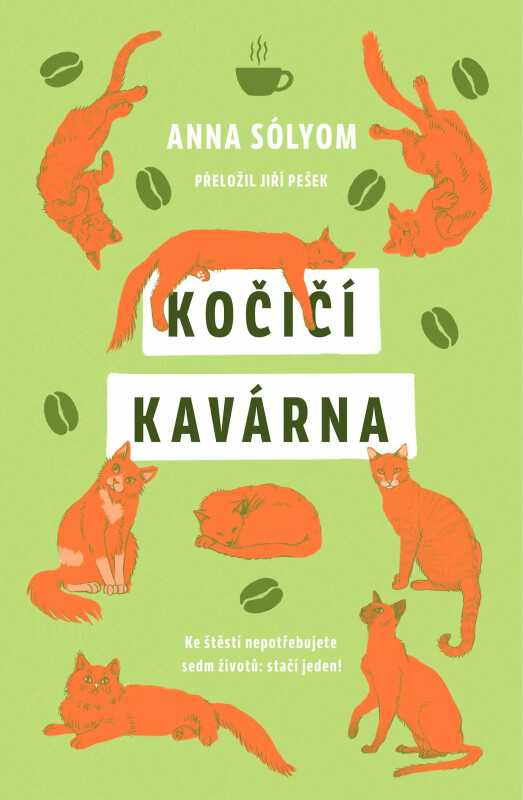 ANNA SÓLYOM
PŘELOŽIL JIŘÍ PEŠEK
KOČIČÍ
KAVÁRNA
Ke štěstí nepotřebujete
sedm životů: stačí jeden!